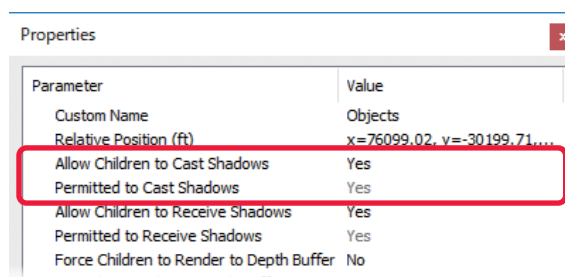 Properties
x
Parameter Value
Custom Name Objects
Relative Position (ft) x=76099.02, y=-30199.71,...
Allow Children to Cast Shadows Yes
Permitted to Cast Shadows Yes
Allow Children to Receive Shadows Yes
Permitted to Receive Shadows Yes
Force Children to Render to Depth Buffer No